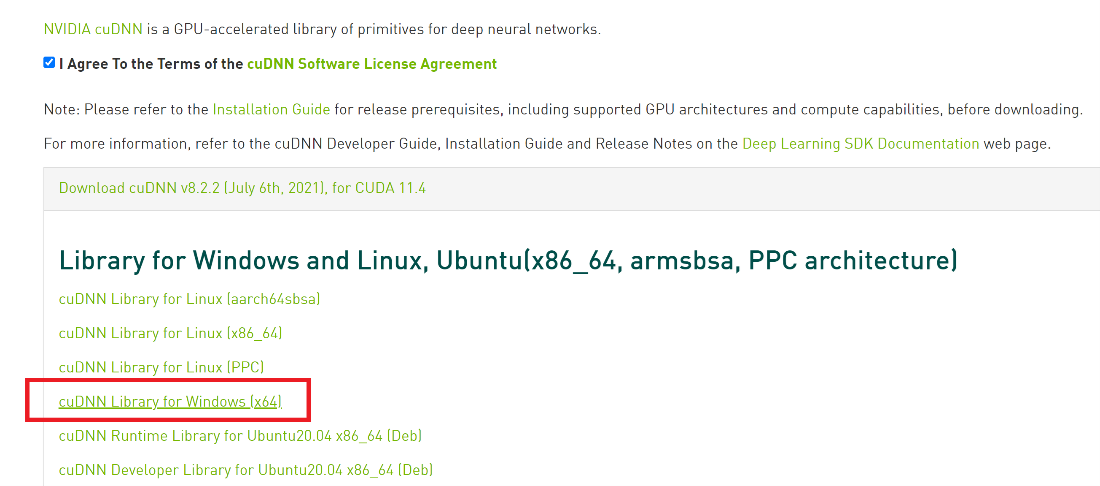 NVIDIA cuDNN is a GPU-accelerated library of primitives for deep neural networks.
I Agree To the Terms of the cuDNN Software License Agreement
Note: Please refer to the Installation Guide for release prerequisites, including supported GPU architectures and compute capabilities, before downloading.
For more information, refer to the cuDNN Developer Guide, Installation Guide and Release Notes on the Deep Learning SDK Documentation web page.
Download cuDNN v8.2.2 (July 6th, 2021), for CUDA 11.4
Library for Windows and Linux, Ubuntu(x86_64, armsbsa, PPC architecture)
cuDNN Library for Linux (aarch64sbsa)
cuDNN Library for Linux (x86_64)
cuDNN Library for Linux (PPC)
cuDNN Library for Windows (x64)
cuDNN Runtime Library for Ubuntu20.04 x86_64 (Deb)
cuDNN Developer Library for Ubuntu20.04 x86_64 (Deb)